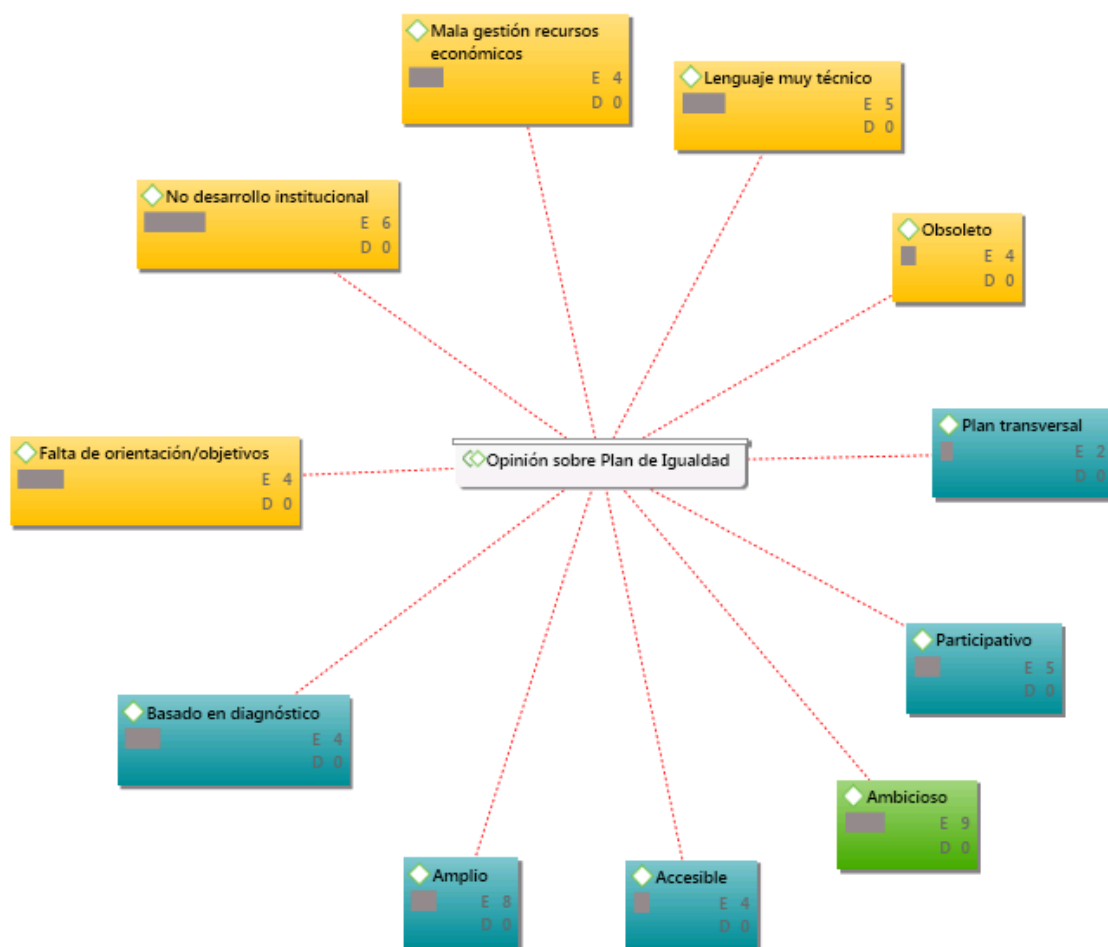 Mala gestión recursos
económicos
E 4
D 0
Lenguaje muy técnico
E 5
D 0
No desarrollo institucional
E 6
D 0
Obsoleto
E 4
D 0
Plan transversal
E 2
D 0
Falta de orientación/objetivos
E 4
D 0
Opinión sobre Plan de Igualdad
Participativo
E 5
D 0
Basado en diagnóstico
E 4
D 0
Ambicioso
E 9
D 0
Amplio
E 8
D 0
Accesible
E 4
D 0